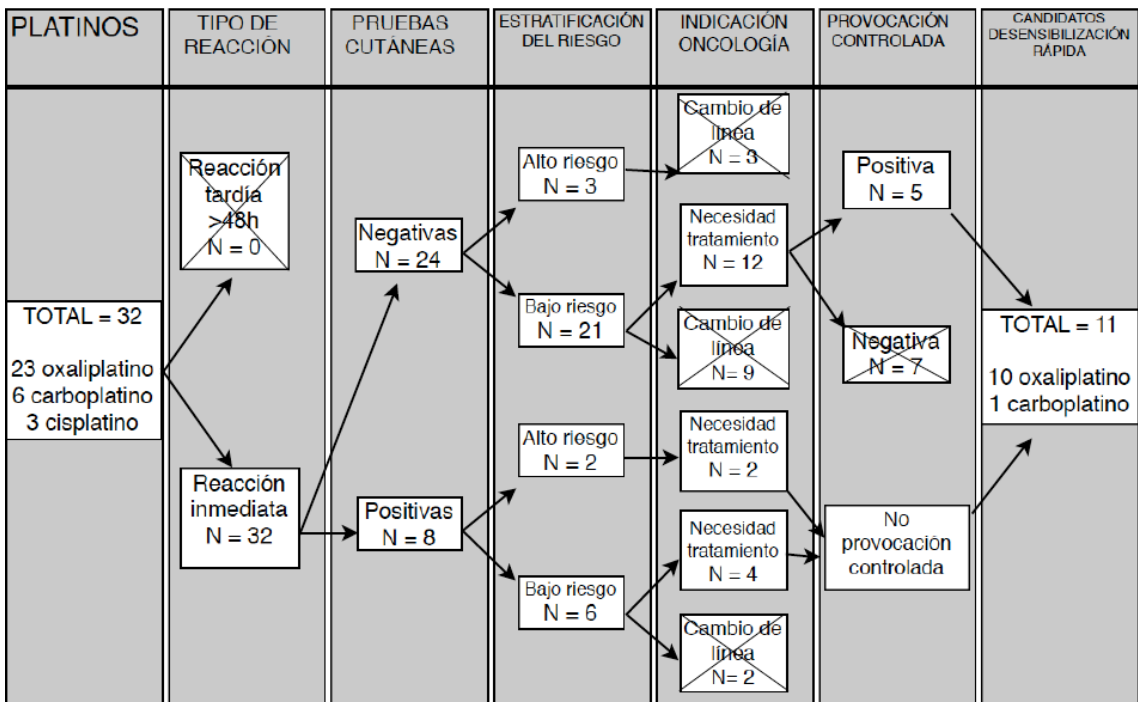 PLATINOS
TIPO DE
REACCIÓN
PRUEBAS
CUTÁNEAS
ESTRATIFICACIÓN
DEL RIESGO
INDICACIÓN
ONCOLOGÍA
PROVOCACIÓN
CONTROLADA
CANDIDATOS
DESENSIBILIZACIÓN
RÁPIDA
TOTAL = 32
23 oxaliplatino
6 carboplatino
3 cisplatino
Reacción
tardía
>48h
N = 0
Reacción
inmediata
N = 32
Negativas
N = 24
Positivas
N = 8
Alto riesgo
N = 3
Bajo riesgo
N = 21
Alto riesgo
N = 2
Bajo riesgo
N = 6
Cambio de
línea
N = 3
Necesidad
tratamiento
N = 12
Cambio de
línea
N= 9
Necesidad
tratamiento
N = 2
Necesidad
tratamiento
N = 4
Cambio de
línea
N= 2
Positiva
N = 5
Negativa
N = 7
No
provocación
controlada
TOTAL = 11
10 oxaliplatino
1 carboplatino